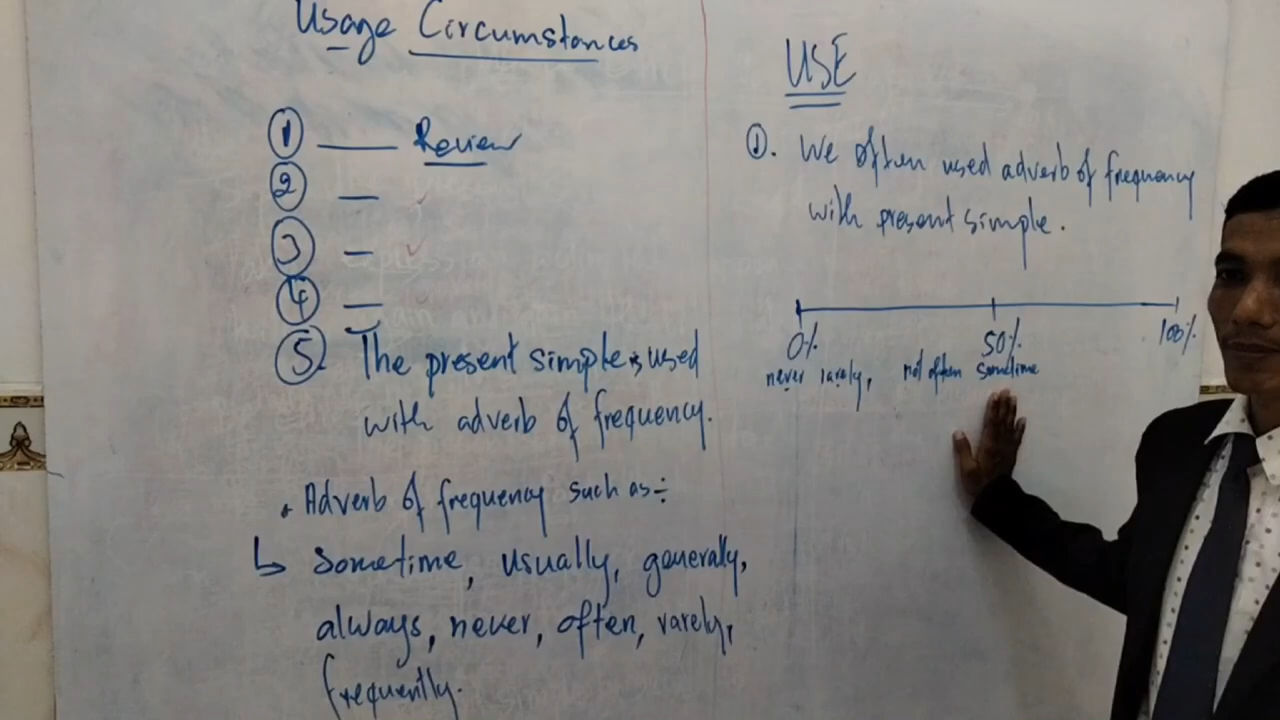 Usage Circumstances
① Review
②
③
④
⑤ The present simple is used
with adverb of frequency.
Adverb of frequency such as÷
↳ sometime, usually, generally,
always, never, often, rarely,
frequently.
USE
①. We often used adverb of frequency
with present simple.
0% 50% 100%
never rarely, not often sometime